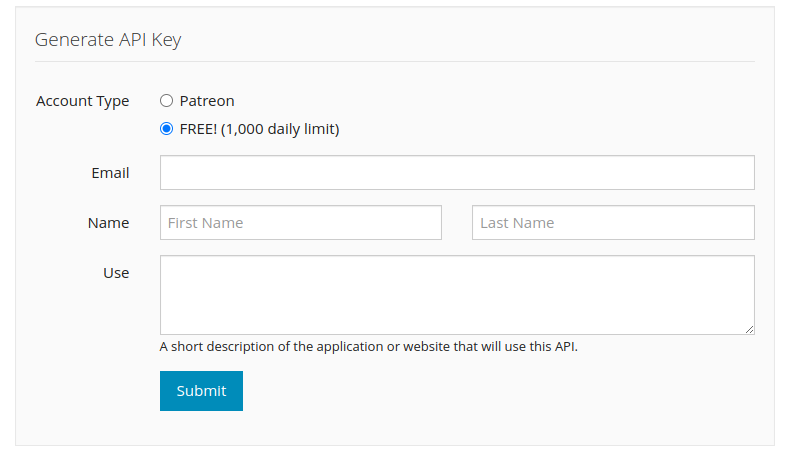 Generate API Key
Account Type
Patreon
FREE! (1,000 daily limit)
Email
Name
First Name
Last Name
Use
A short description of the application or website that will use this API.
Submit